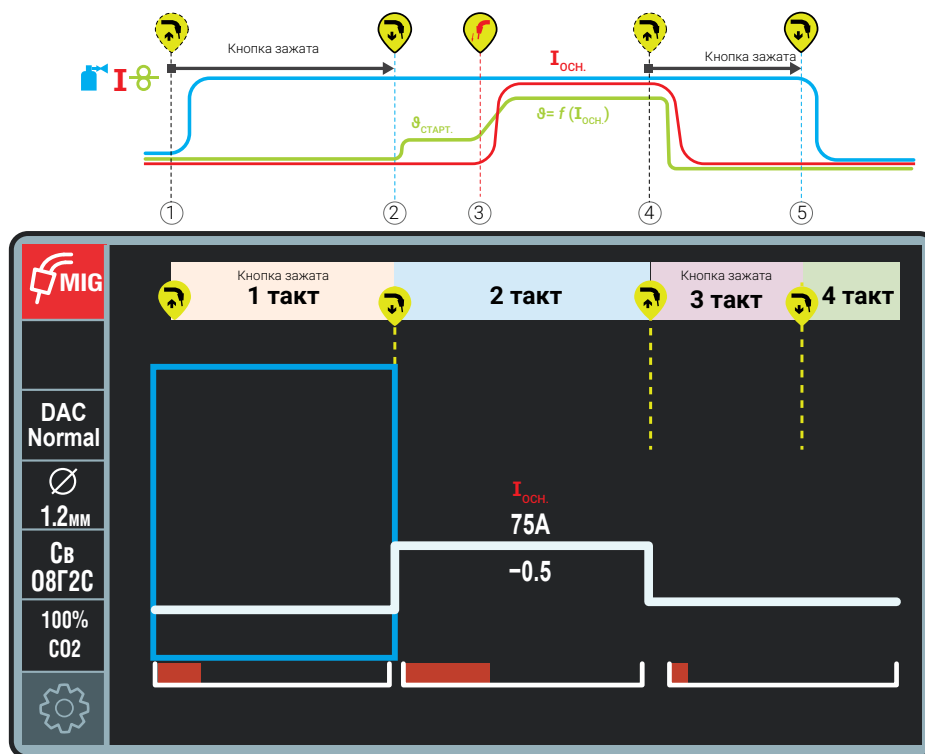 Кнопка зажата
Кнопка зажата
Iосн.
I
ϑСТАРТ.
ϑ= f (Iосн.)
1
2
3
4
5
MIG
Кнопка зажата
1 такт
2 такт
Кнопка зажата
3 такт
4 такт
DAC
Normal
Ø
1.2мм
Св
08Г2С
100%
CO2
Iосн.
75A
−0.5